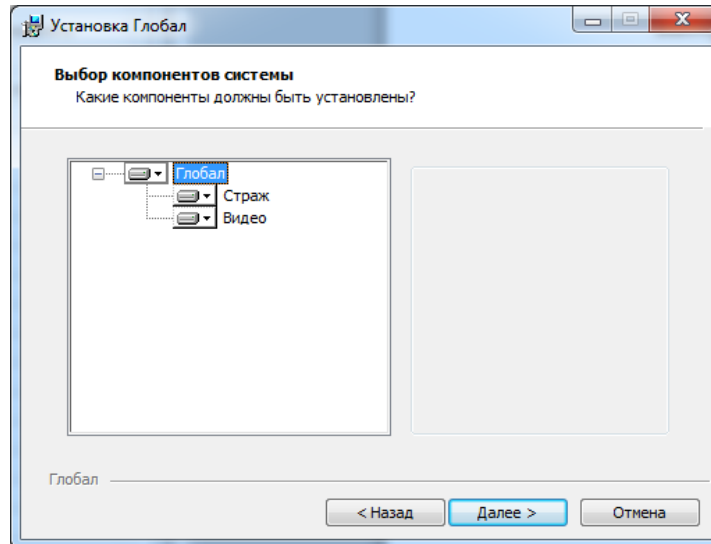 Установка Глобал
Выбор компонентов системы
Какие компоненты должны быть установлены?
Глобал
Страж
Видео
Глобал
< Назад
Далее >
Отмена